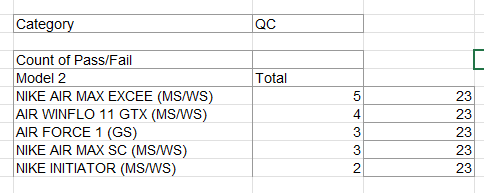 Category QC
Count of Pass/Fail
Model 2 Total
NIKE AIR MAX EXCEE (MS/WS) 5 23
AIR WINFLO 11 GTX (MS/WS) 4 23
AIR FORCE 1 (GS) 3 23
NIKE AIR MAX SC (MS/WS) 3 23
NIKE INITIATOR (MS/WS) 2 23